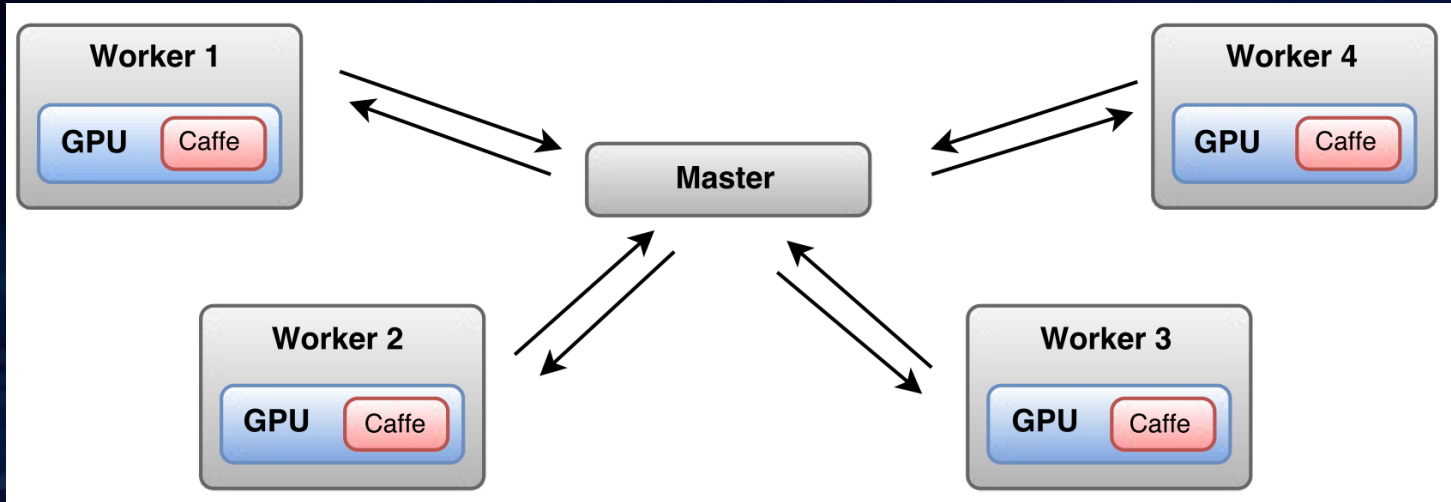 Worker 1
GPU Caffe
Worker 4
GPU Caffe
Master
Worker 2
GPU Caffe
Worker 3
GPU Caffe